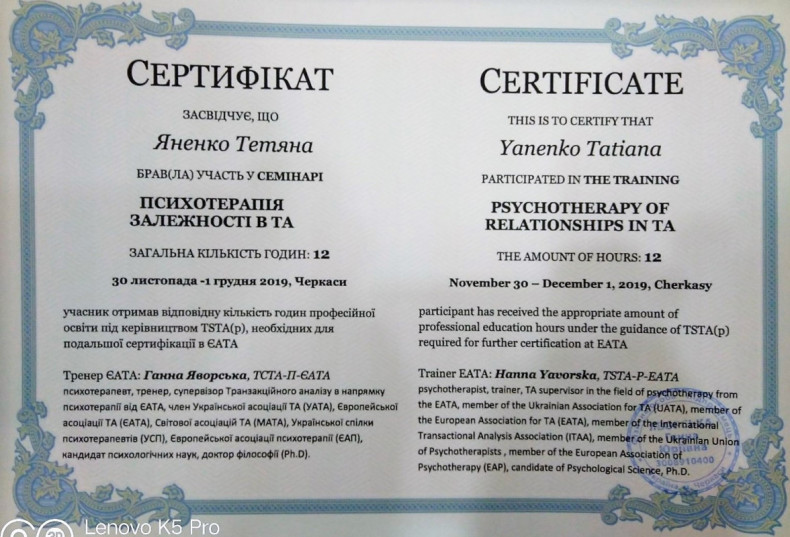 СЕРТИФІКАТ
ЗАСВІДЧУЄ, ЩО
Яненко Тетяна
БРАВ(ЛА) УЧАСТЬ У СЕМІНАРІ
ПСИХОТЕРАПІЯ
ЗАЛЕЖНОСТІ В ТА
ЗАГАЛЬНА КІЛЬКІСТЬ ГОДИН: 12
30 листопада -1 грудня 2019, Черкаси
учасник отримав відповідну кількість годин професійної
освіти під керівництвом TSTA(p), необхідних для
подальшої сертифікації в ЄАТА
Тренер ЄАТА: Ганна Яворська, ТСТА-П-ЄАТА
психотерапевт, тренер, супервізор Транзакційного аналізу в напрямку
психотерапії від ЄАТА, член Української асоціації ТА (УАТА), Європейської
асоціації ТА (ЕАТА), Світової асоціацій ТА (МАТА), Української спілки
психотерапевтів (УСП), Європейської асоціації психотерапії (ЕАП),
кандидат психологічних наук, доктор філософії (Ph.D).
CERTIFICATE
THIS IS TO CERTIFY THAT
Yanenko Tatiana
PARTICIPATED IN THE TRAINING
PSYCHOTHERAPY OF
RELATIONSHIPS IN TA
THE AMOUNT OF HOURS: 12
November 30 – December 1, 2019, Cherkasy
participant has received the appropriate amount of
professional education hours under the guidance of TSTA(p)
required for further certification at EATA
Trainer EATA: Hanna Yavorska, TSTA-P-EATA
psychotherapist, trainer, TA supervisor in the field of psychotherapy from
the EATA, member of the Ukrainian Association for TA (UATA), member of
the European Association for TA (EATA), member of the International
Transactional Analysis Association (ITAA), member of the Ukrainian Union
of Psychotherapists , member of the European Association of
Psychotherapy (EAP), candidate of Psychological Science, Ph.D.
Ганна
Юріївна
3008910400
Lenovo K5 Pro